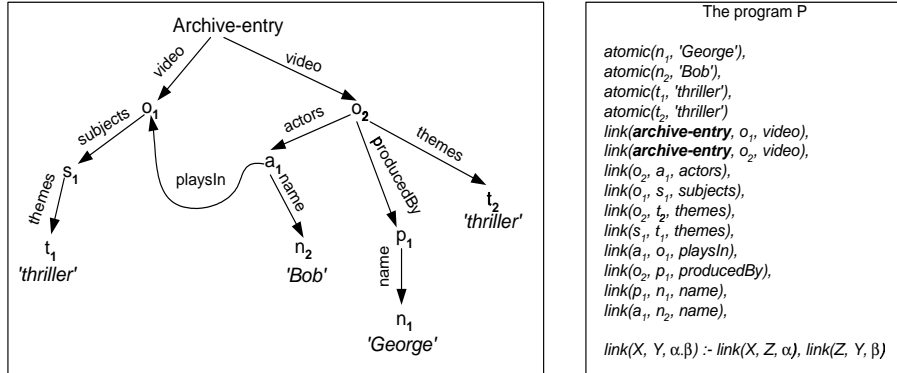 Archive-entry
video
video
o1
o2
subjects
actors
themes
s1
a1
playsIn
name
producedBy
themes
t2
'thriller'
t1
'thriller'
n2
'Bob'
p1
name
n1
'George'
The program P
atomic(n1, 'George'),
atomic(n2, 'Bob'),
atomic(t1, 'thriller'),
atomic(t2, 'thriller')
link(archive-entry, o1, video),
link(archive-entry, o2, video),
link(o2, a1, actors),
link(o1, s1, subjects),
link(o2, t2, themes),
link(s1, t1, themes),
link(a1, o1, playsIn),
link(o2, p1, producedBy),
link(p1, n1, name),
link(a1, n2, name),
link(X, Y, α.β) :- link(X, Z, α), link(Z, Y, β)